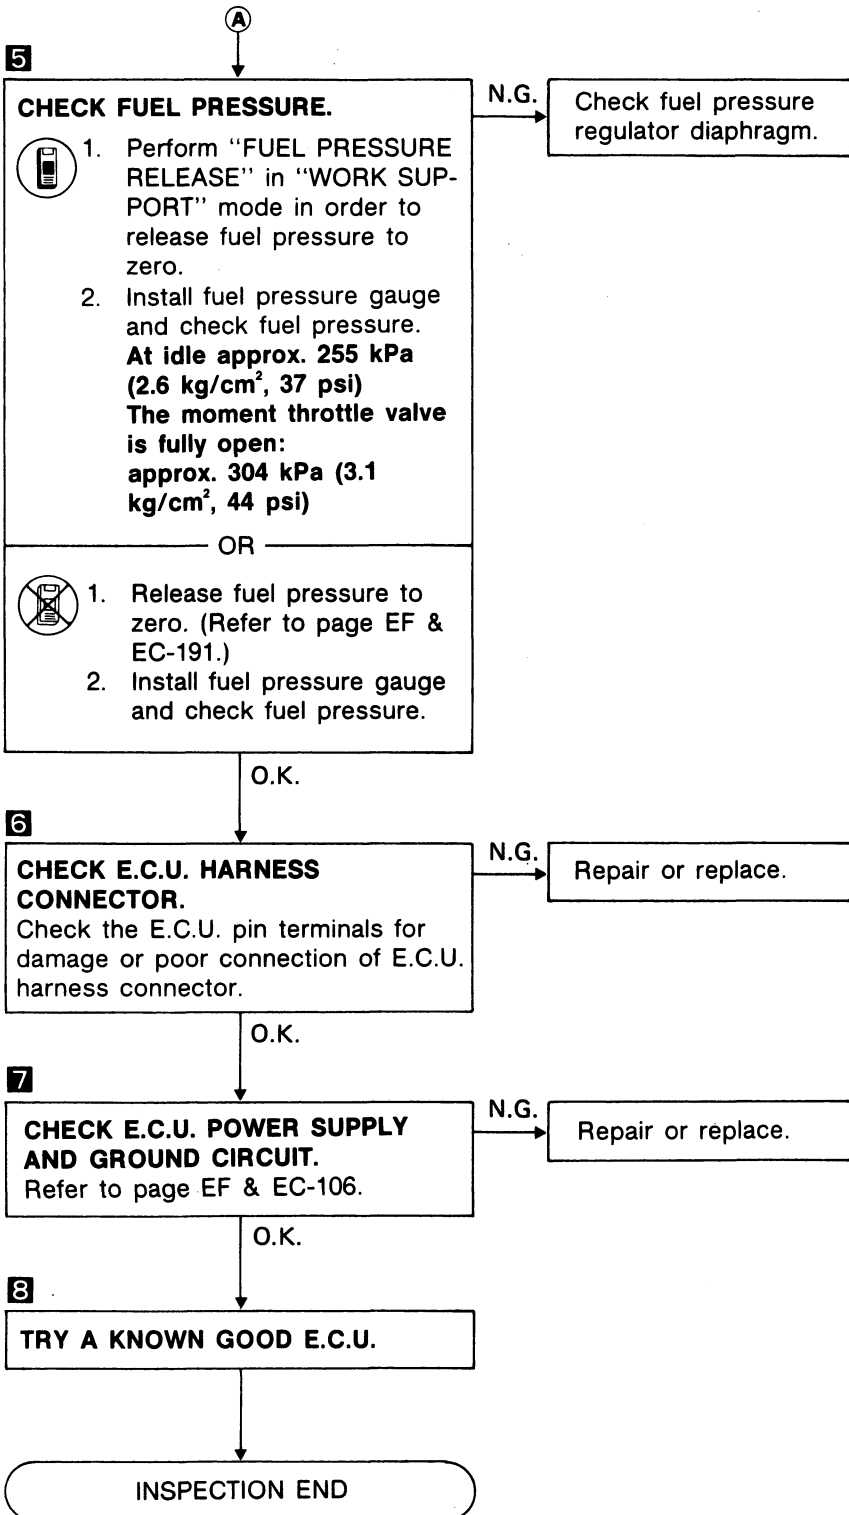 A
5
CHECK FUEL PRESSURE.
1. Perform "FUEL PRESSURE
RELEASE" in "WORK SUP-
PORT" mode in order to
release fuel pressure to
zero.
2. Install fuel pressure gauge
and check fuel pressure.
At idle approx. 255 kPa
(2.6 kg/cm², 37 psi)
The moment throttle valve
is fully open:
approx. 304 kPa (3.1
kg/cm², 44 psi)
N.G.
Check fuel pressure
regulator diaphragm.
OR
1. Release fuel pressure to
zero. (Refer to page EF &
EC-191.)
2. Install fuel pressure gauge
and check fuel pressure.
O.K.
6
CHECK E.C.U. HARNESS
CONNECTOR.
Check the E.C.U. pin terminals for
damage or poor connection of E.C.U.
harness connector.
N.G.
Repair or replace.
O.K.
7
CHECK E.C.U. POWER SUPPLY
AND GROUND CIRCUIT.
Refer to page EF & EC-106.
N.G.
Repair or replace.
O.K.
8
TRY A KNOWN GOOD E.C.U.
INSPECTION END